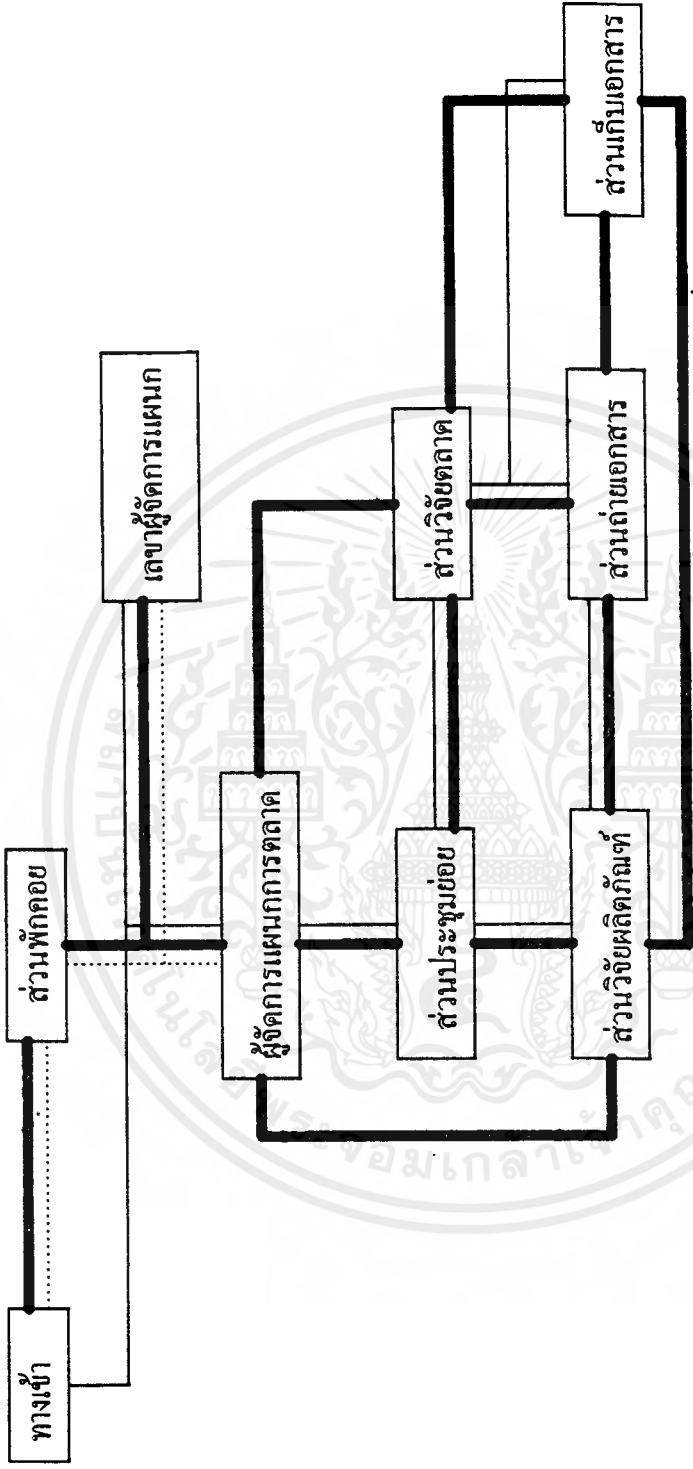 ทางเข้า
ส่วนพักคอย
เลขาผู้จัดการแผนก
ผู้จัดการแผนกการตลาด
ส่วนประชุมย่อย
ส่วนวิจัยตลาด
ส่วนวิจัยผลิตภัณฑ์
ส่วนถ่ายเอกสาร
ส่วนเก็บเอกสาร